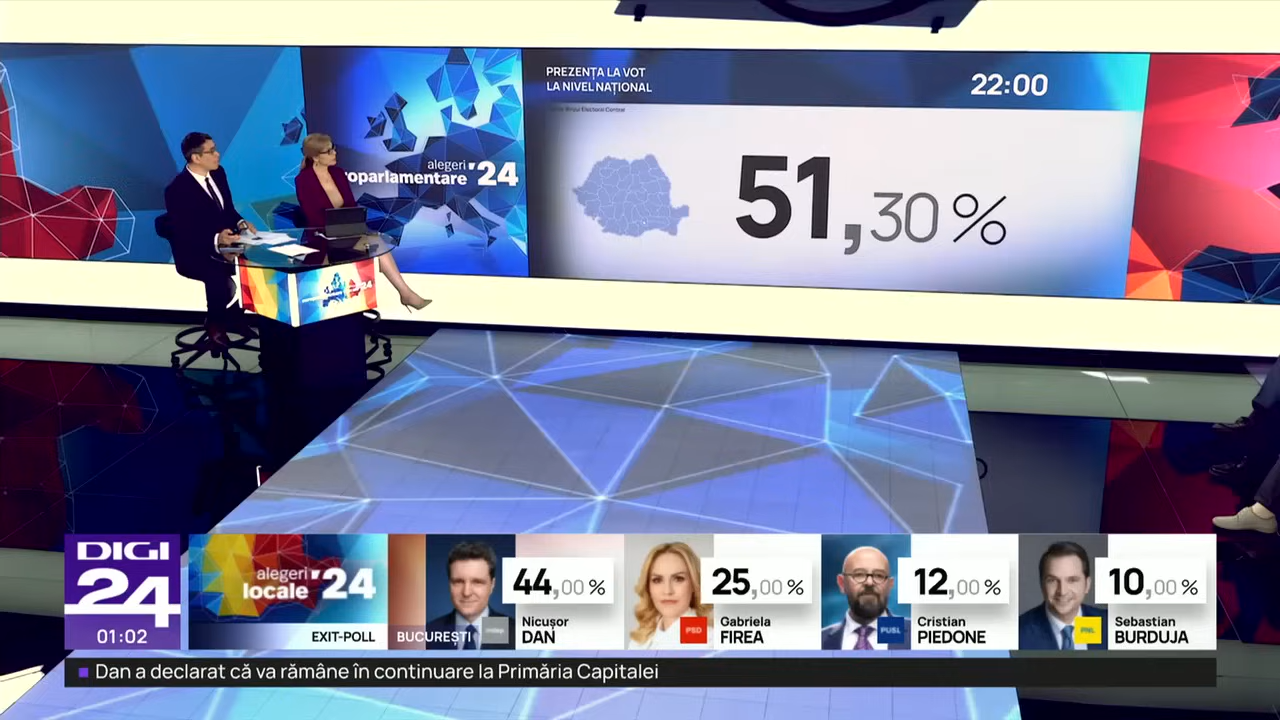 PREZENȚA LA VOT
LA NIVEL NAȚIONAL
22:00
51,30%
alegeri
roparlamentare '24
DIGI
24
01:02
alegeri
locale '24
EXIT-POLL
BUCUREȘTI
44,00%
Nicușor
DAN
25,00%
PSD
Gabriela
FIREA
12,00%
PUSL
Cristian
PIEDONE
10,00%
PNL
Sebastian
BURDUJA
Dan a declarat că va rămâne în continuare la Primăria Capitalei